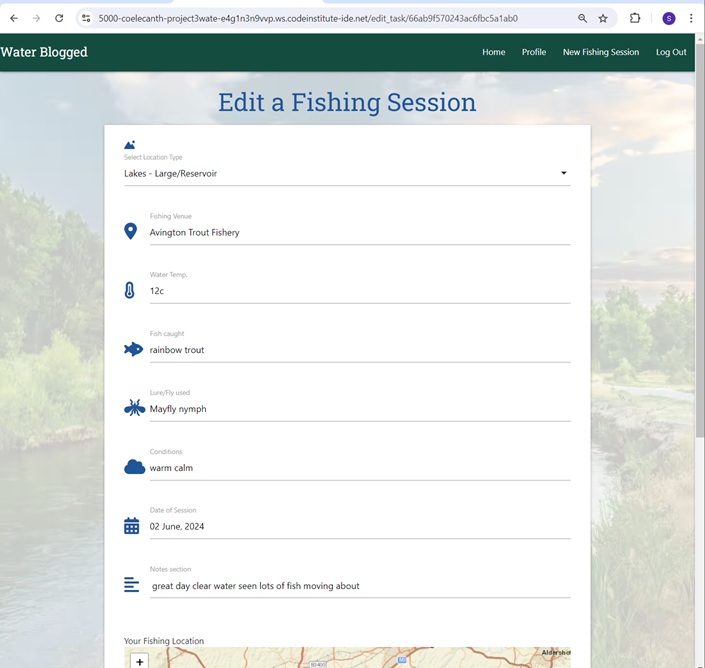 5000-coelecanth-project3wate-e4g1n3n9vvp.ws.codeinstitute-ide.net/edit_task/66ab9f570243ac6fbc5a1ab0
S
Water Blogged
Home Profile New Fishing Session Log Out
Edit a Fishing Session
Select Location Type
Lakes - Large/Reservoir
Fishing Venue
Avington Trout Fishery
Water Temp.
12c
Fish caught
rainbow trout
Lure/Fly used
Mayfly nymph
Conditions
warm calm
Date of Session
02 June, 2024
Notes section
great day clear water seen lots of fish moving about
Your Fishing Location
+